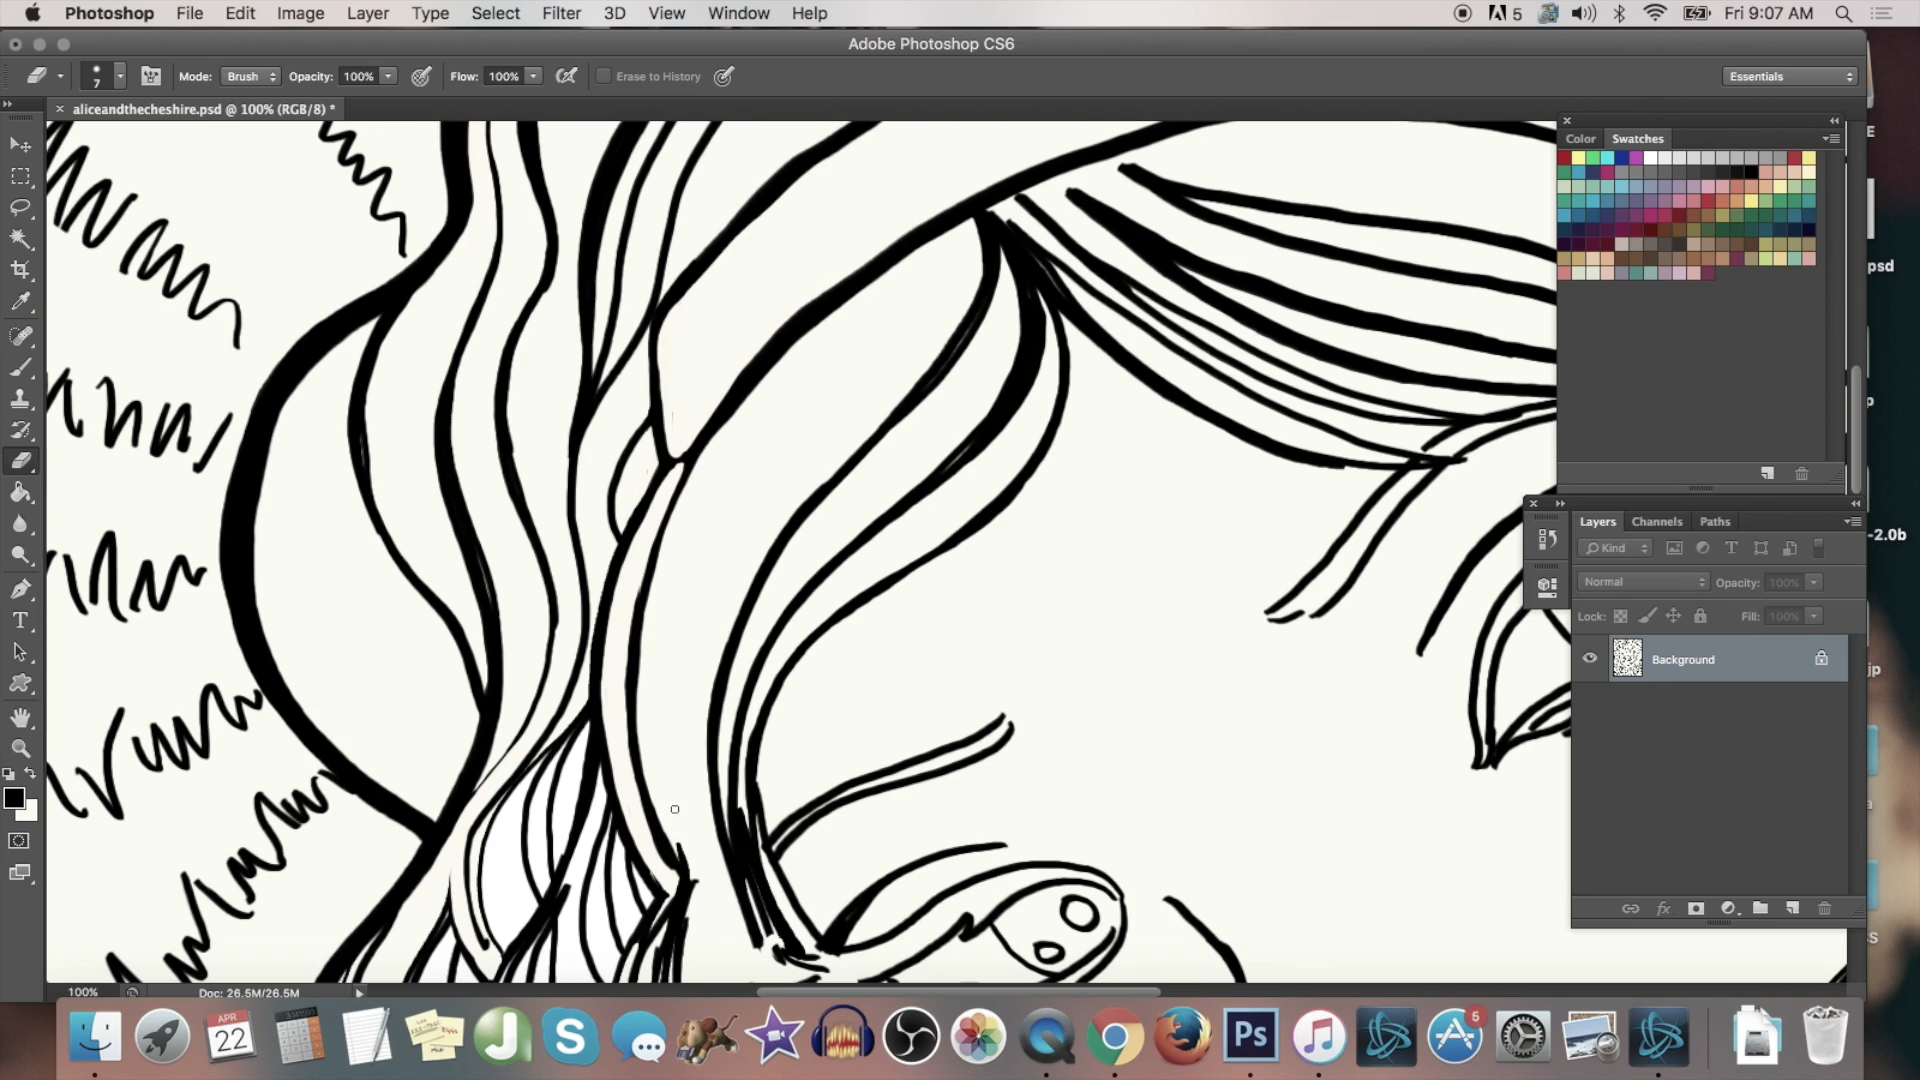 Photoshop File Edit Image Layer Type Select Filter 3D View Window Help 5 Fri 9:07 AM
Adobe Photoshop CS6
7 Mode: Brush Opacity: 100% Flow: 100% Erase to History Essentials
× aliceandthecheshire.psd @ 100% (RGB/8) *
Color Swatches
E
psd
p
-2.0b
Layers Channels Paths
Kind
Normal Opacity: 100%
Lock: Fill: 100%
Background
jp
a
S
100% Doc: 26.5M/26.5M
APR
22
Ps
5